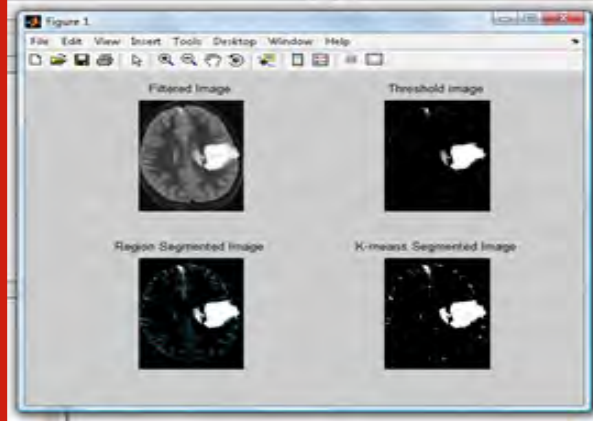 Figure 1
File Edit View Insert Tools Desktop Window Help
Filtered Image
Threshold image
Region Segmented Image
K-means Segmented Image